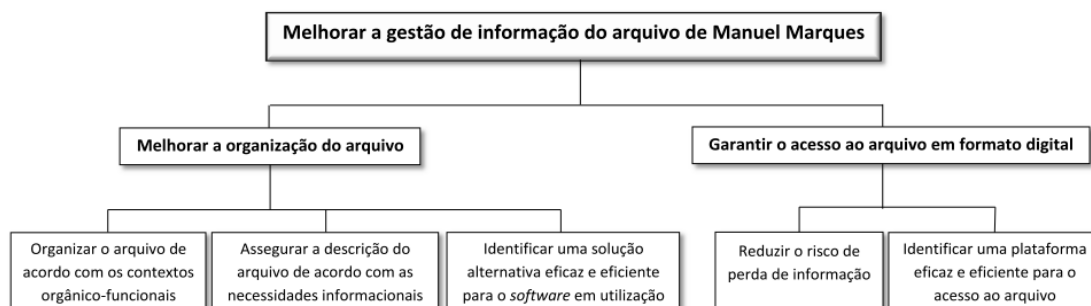 Melhorar a gestão de informação do arquivo de Manuel Marques
Melhorar a organização do arquivo
Garantir o acesso ao arquivo em formato digital
Organizar o arquivo de
acordo com os contextos
orgânico-funcionais
Assegurar a descrição do
arquivo de acordo com as
necessidades informacionais
Identificar uma solução
alternativa eficaz e eficiente
para o software em utilização
Reduzir o risco de
perda de informação
Identificar uma plataforma
eficaz e eficiente para o
acesso ao arquivo